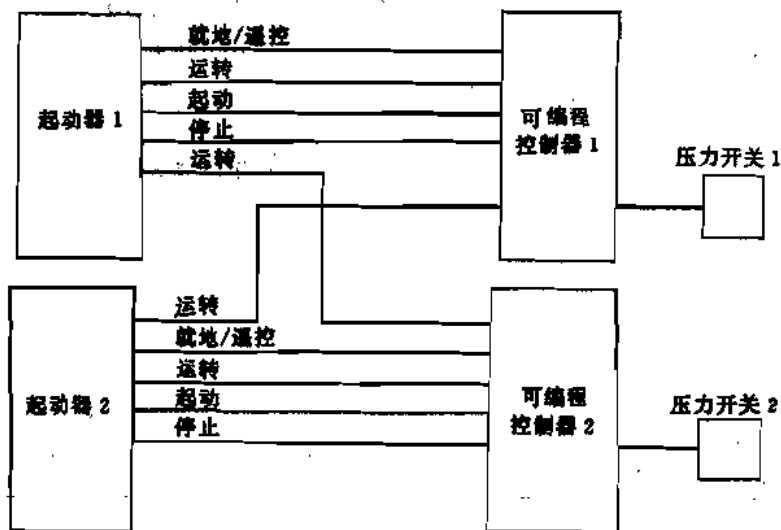 就地/遥控
运转
起动器 1
起动
停止
运转
可编程
控制器 1
压力开关 1
运转
就地/遥控
运转
起动器 2
起动
停止
可编程
控制器 2
压力开关 2